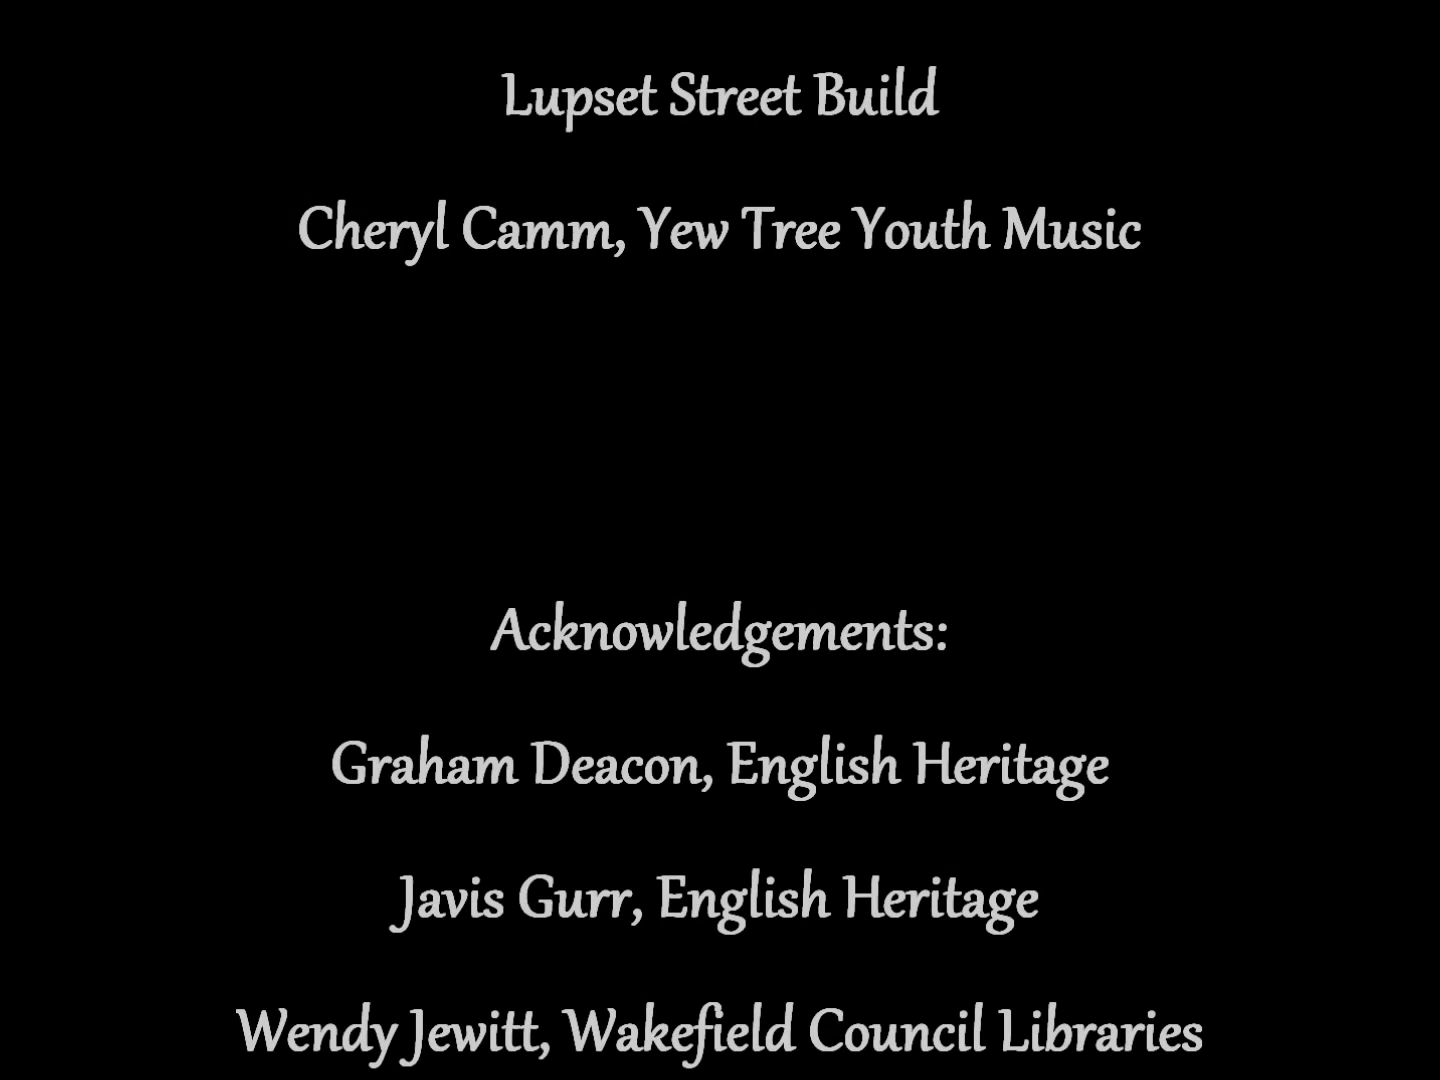 Lupset Street Build
Cheryl Camm, Yew Tree Youth Music
Acknowledgements:
Graham Deacon, English Heritage
Javis Gurr, English Heritage
Wendy Jewitt, Wakefield Council Libraries